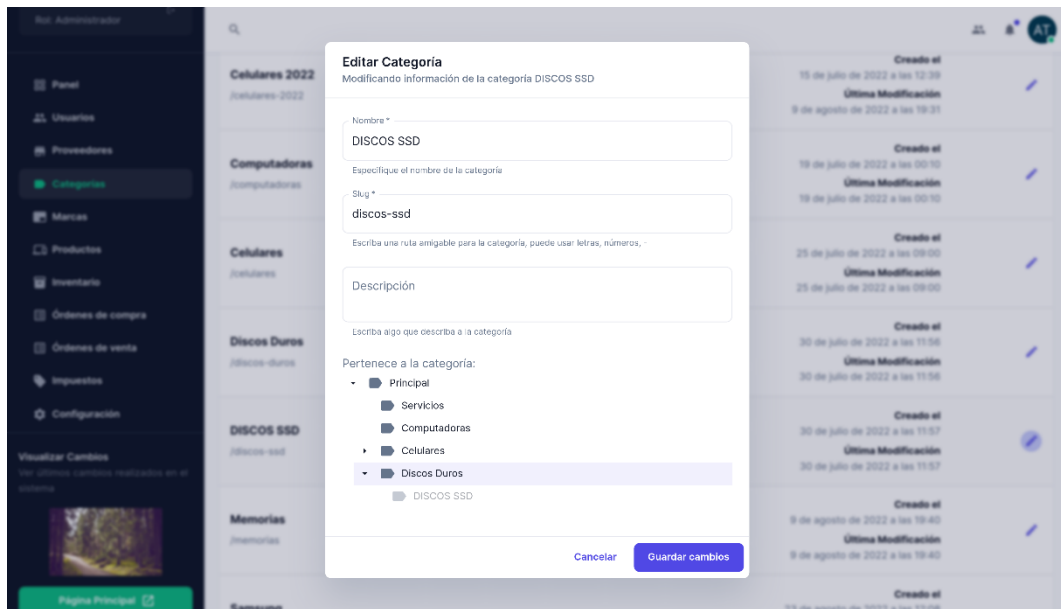 Rol: Administrador
Panel
Usuarios
Proveedores
Categorías
Marcas
Productos
Inventario
Órdenes de compra
Órdenes de venta
Impuestos
Configuración
Visualizar Cambios
Ver últimos cambios realizados en el
sistema
Página Principal
AT
Celulares 2022
/celulares-2022
Creado el
15 de julio de 2022 a las 12:39
Última Modificación
9 de agosto de 2022 a las 19:31
Computadoras
/computadoras
Creado el
19 de julio de 2022 a las 00:10
Última Modificación
19 de julio de 2022 a las 00:10
Celulares
/celulares
Creado el
25 de julio de 2022 a las 09:00
Última Modificación
25 de julio de 2022 a las 09:00
Discos Duros
/discos-duros
Creado el
30 de julio de 2022 a las 11:56
Última Modificación
30 de julio de 2022 a las 11:56
DISCOS SSD
/discos-ssd
Creado el
30 de julio de 2022 a las 11:57
Última Modificación
30 de julio de 2022 a las 11:57
Memorias
/memorias
Creado el
9 de agosto de 2022 a las 19:40
Última Modificación
9 de agosto de 2022 a las 19:40
Samsung
Creado el
Editar Categoría
Modificando información de la categoría DISCOS SSD
Nombre *
DISCOS SSD
Especifique el nombre de la categoría
Slug *
discos-ssd
Escriba una ruta amigable para la categoría, puede usar letras, números, -
Descripción
Escriba algo que describa a la categoría
Pertenece a la categoría:
Principal
Servicios
Computadoras
Celulares
Discos Duros
DISCOS SSD
Cancelar
Guardar cambios